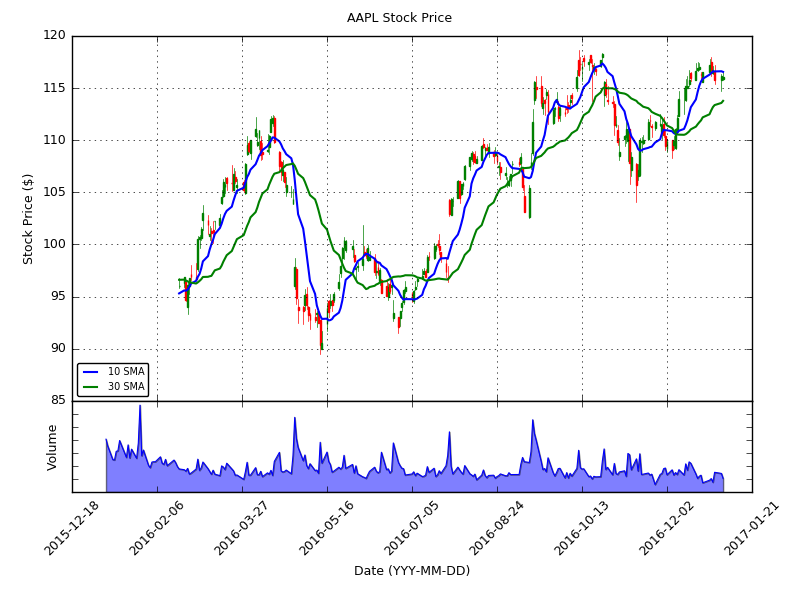 AAPL Stock Price
120
115
110
105
100
95
90
85
Stock Price ($)
10 SMA
30 SMA
Volume
2015-12-18
2016-02-06
2016-03-27
2016-05-16
2016-07-05
2016-08-24
2016-10-13
2016-12-02
2017-01-21
Date (YYY-MM-DD)